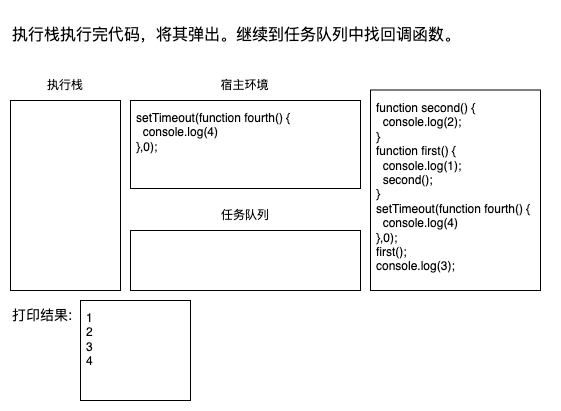 执行栈执行完代码，将其弹出。继续到任务队列中找回调函数。
执行栈
宿主环境
setTimeout(function fourth() {
console.log(4)
},0);
任务队列
function second() {
console.log(2);
}
function first() {
console.log(1);
second();
}
setTimeout(function fourth() {
console.log(4)
},0);
first();
console.log(3);
打印结果:
1
2
3
4